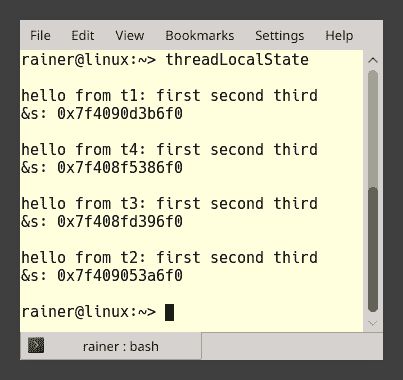 File Edit View Bookmarks Settings Help
rainer@linux:~> threadLocalState
hello from t1: first second third
&s: 0x7f4090d3b6f0
hello from t4: first second third
&s: 0x7f408f5386f0
hello from t3: first second third
&s: 0x7f408fd396f0
hello from t2: first second third
&s: 0x7f409053a6f0
rainer@linux:~>
rainer : bash